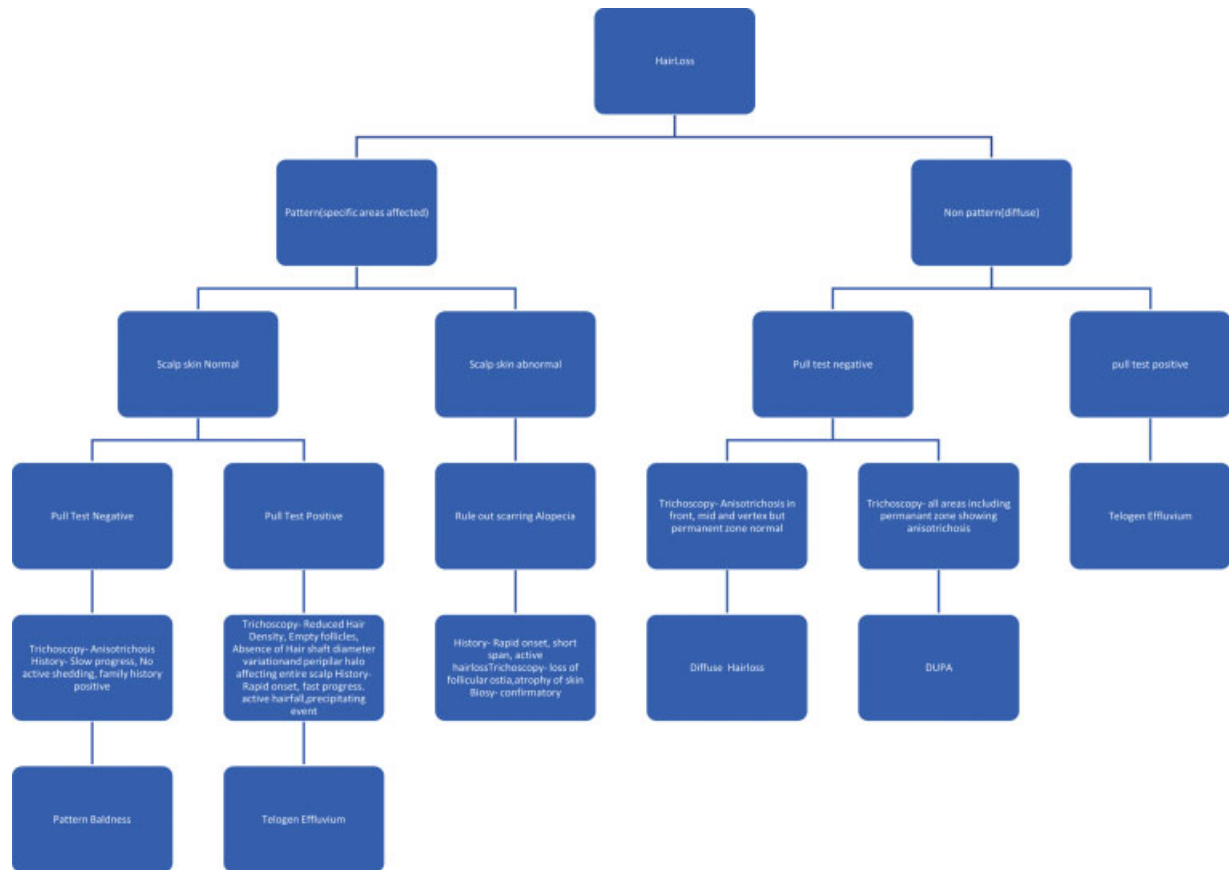 HairLoss
Pattern(specific areas affected)
Non pattern(diffuse)
Scalp skin Normal
Scalp skin abnormal
Pull test negative
pull test positive
Pull Test Negative
Pull Test Positive
Rule out scarring Alopecia
Trichoscopy- Anisotrichosis in
front, mid and vertex but
permanent zone normal
Trichoscopy- all areas including
permanant zone showing
anisotrichosis
Telogen Effluvium
Trichoscopy- Anisotrichosis
History- Slow progress, No
active shedding, family history
positive
Trichoscopy- Reduced Hair
Density, Empty follicles,
Absence of Hair shaft diameter
variationand peripilar halo
affecting entire scalp History-
Rapid onset, fast progress,
active hairfall,precipitating
event
History- Rapid onset, short
span, active
hairlossTrichoscopy- loss of
follicular ostia,atrophy of skin
Biosy- confirmatory
Diffuse Hairloss
DUPA
Pattern Baldness
Telogen Effluvium